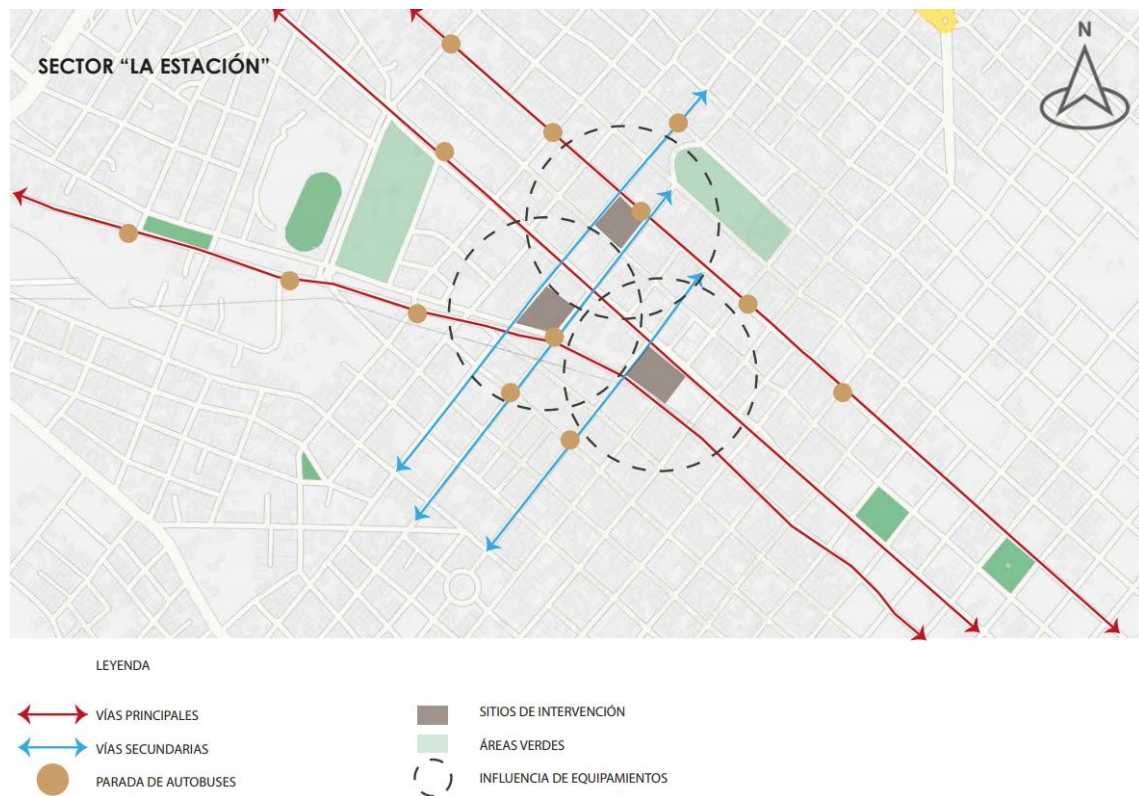 SECTOR “LA ESTACIÓN”
N
LEYENDA
VÍAS PRINCIPALES
VÍAS SECUNDARIAS
PARADA DE AUTOBUSES
SITIOS DE INTERVENCIÓN
ÁREAS VERDES
INFLUENCIA DE EQUIPAMIENTOS